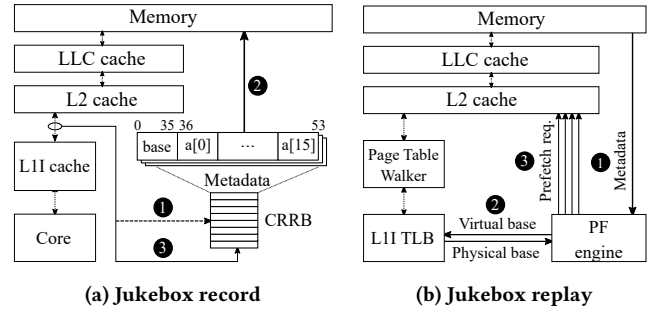 Memory
LLC cache
L2 cache
2
0 35 36 53
base a[0] ... a[15]
L1I cache
Metadata
1
CRRB
Core
3
(a) Jukebox record
Memory
LLC cache
L2 cache
Page Table
Walker
3
Prefetch req.
1
Metadata
2
Virtual base
L1I TLB
PF
engine
Physical base
(b) Jukebox replay